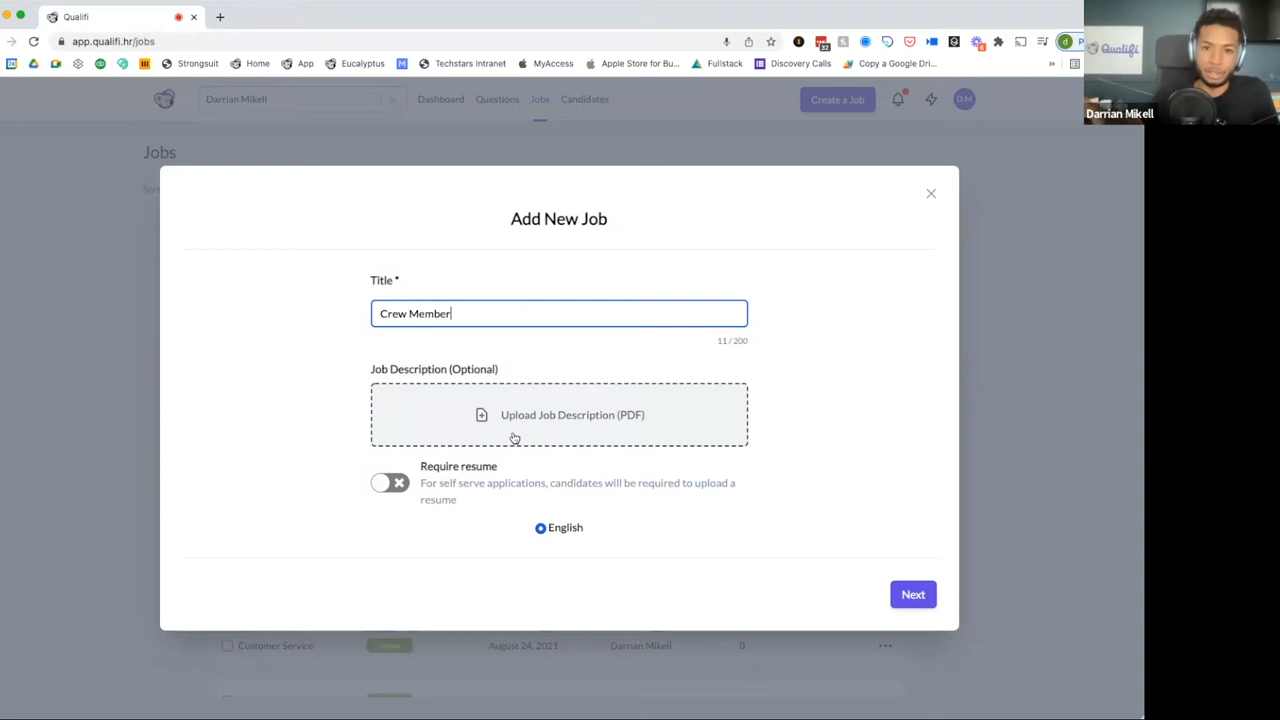 Qualifi
app.qualifi.hr/jobs
Strongsuit
Home
App
Eucalyptus
Techstars Intranet
MyAccess
Apple Store for Bu...
Fullstack
Discovery Calls
Copy a Google Dri...
Qualifi
Darrian Mikell
Darrian Mikell
Dashboard
Questions
Jobs
Candidates
Create a Job
DM
Jobs
Add New Job
Title *
Crew Member
11 / 200
Job Description (Optional)
Upload Job Description (PDF)
Require resume
For self serve applications, candidates will be required to upload a
resume
English
Next
Customer Service
August 24, 2021
Darrian Mikell
0